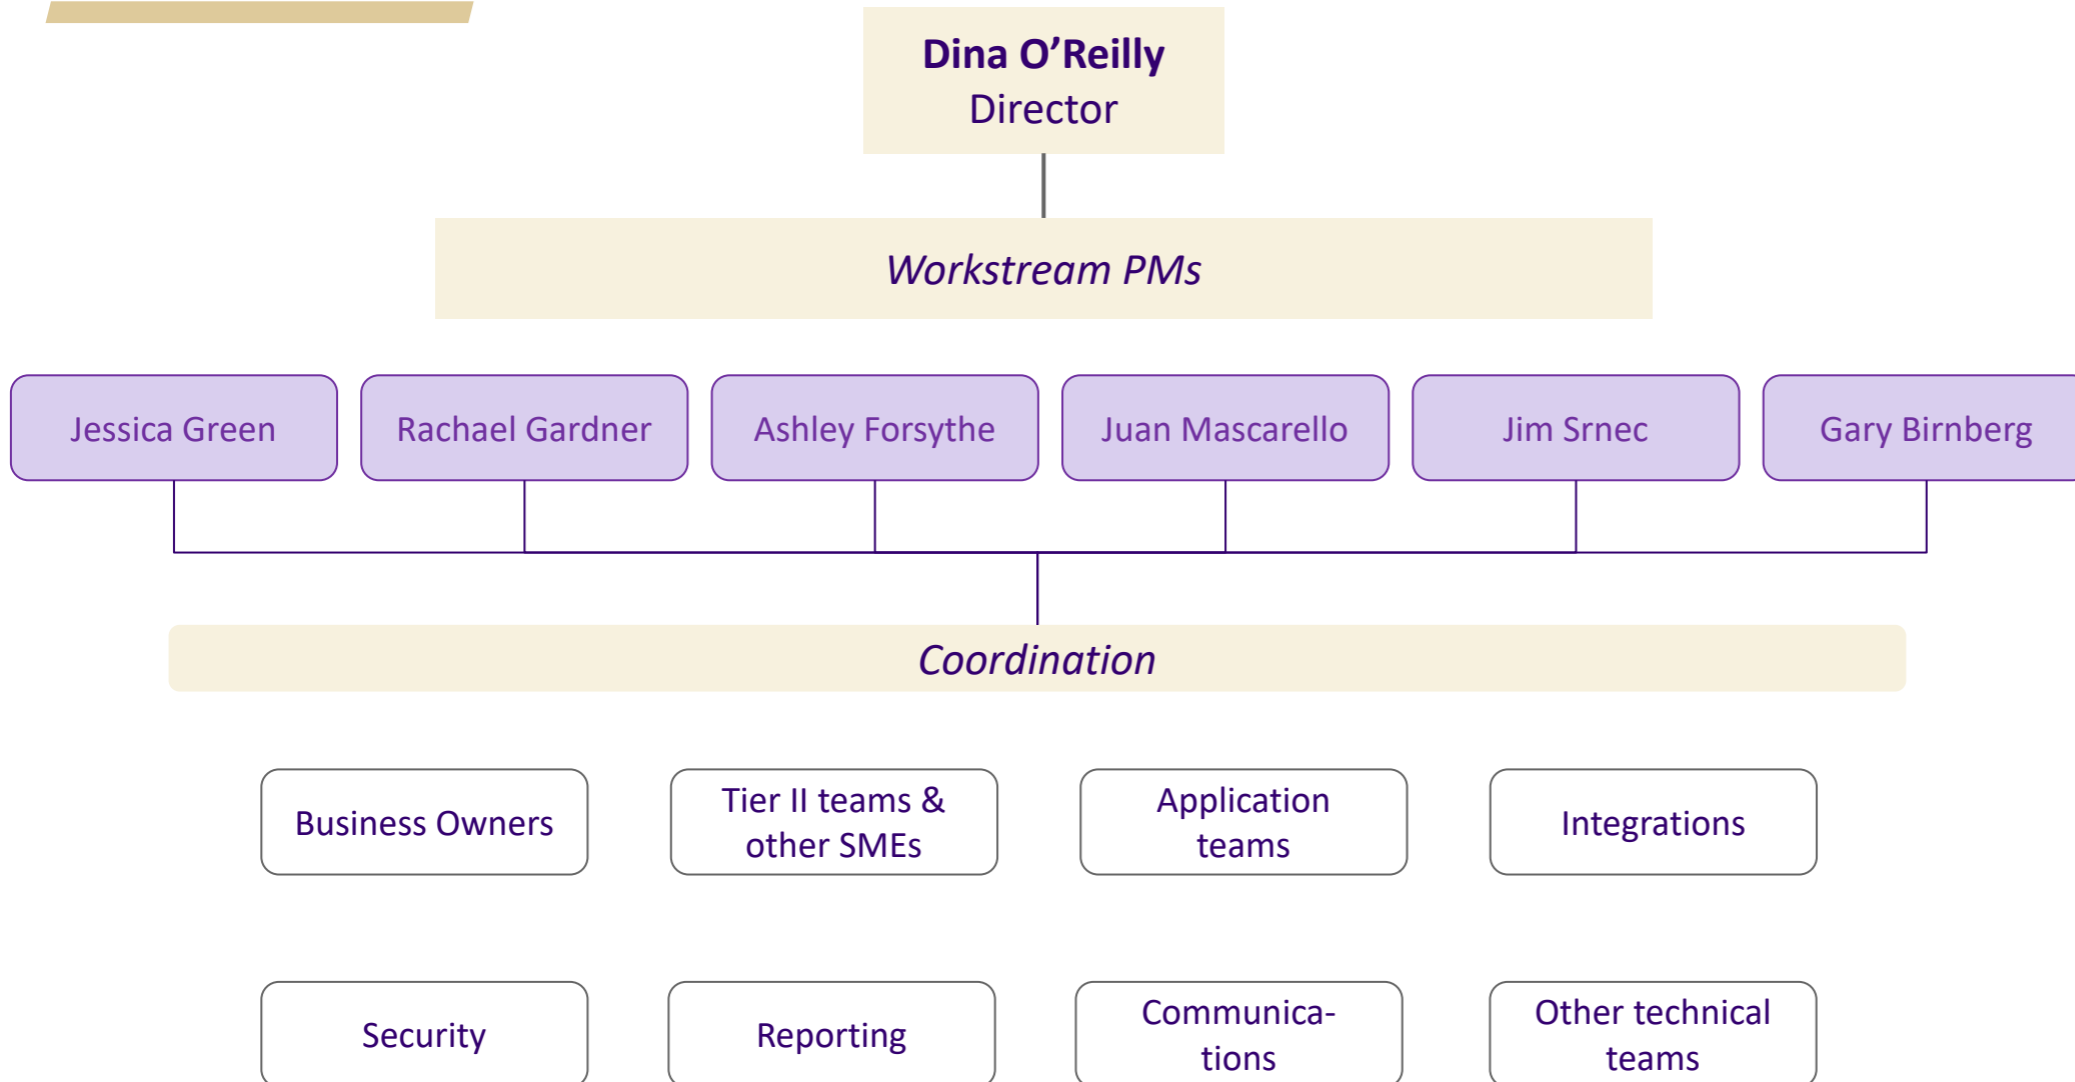 Dina O’Reilly
Director
Workstream PMs
Jessica Green
Rachael Gardner
Ashley Forsythe
Juan Mascarello
Jim Srnec
Gary Birnberg
Coordination
Business Owners
Tier II teams &
other SMEs
Application
teams
Integrations
Security
Reporting
Communica-
tions
Other technical
teams